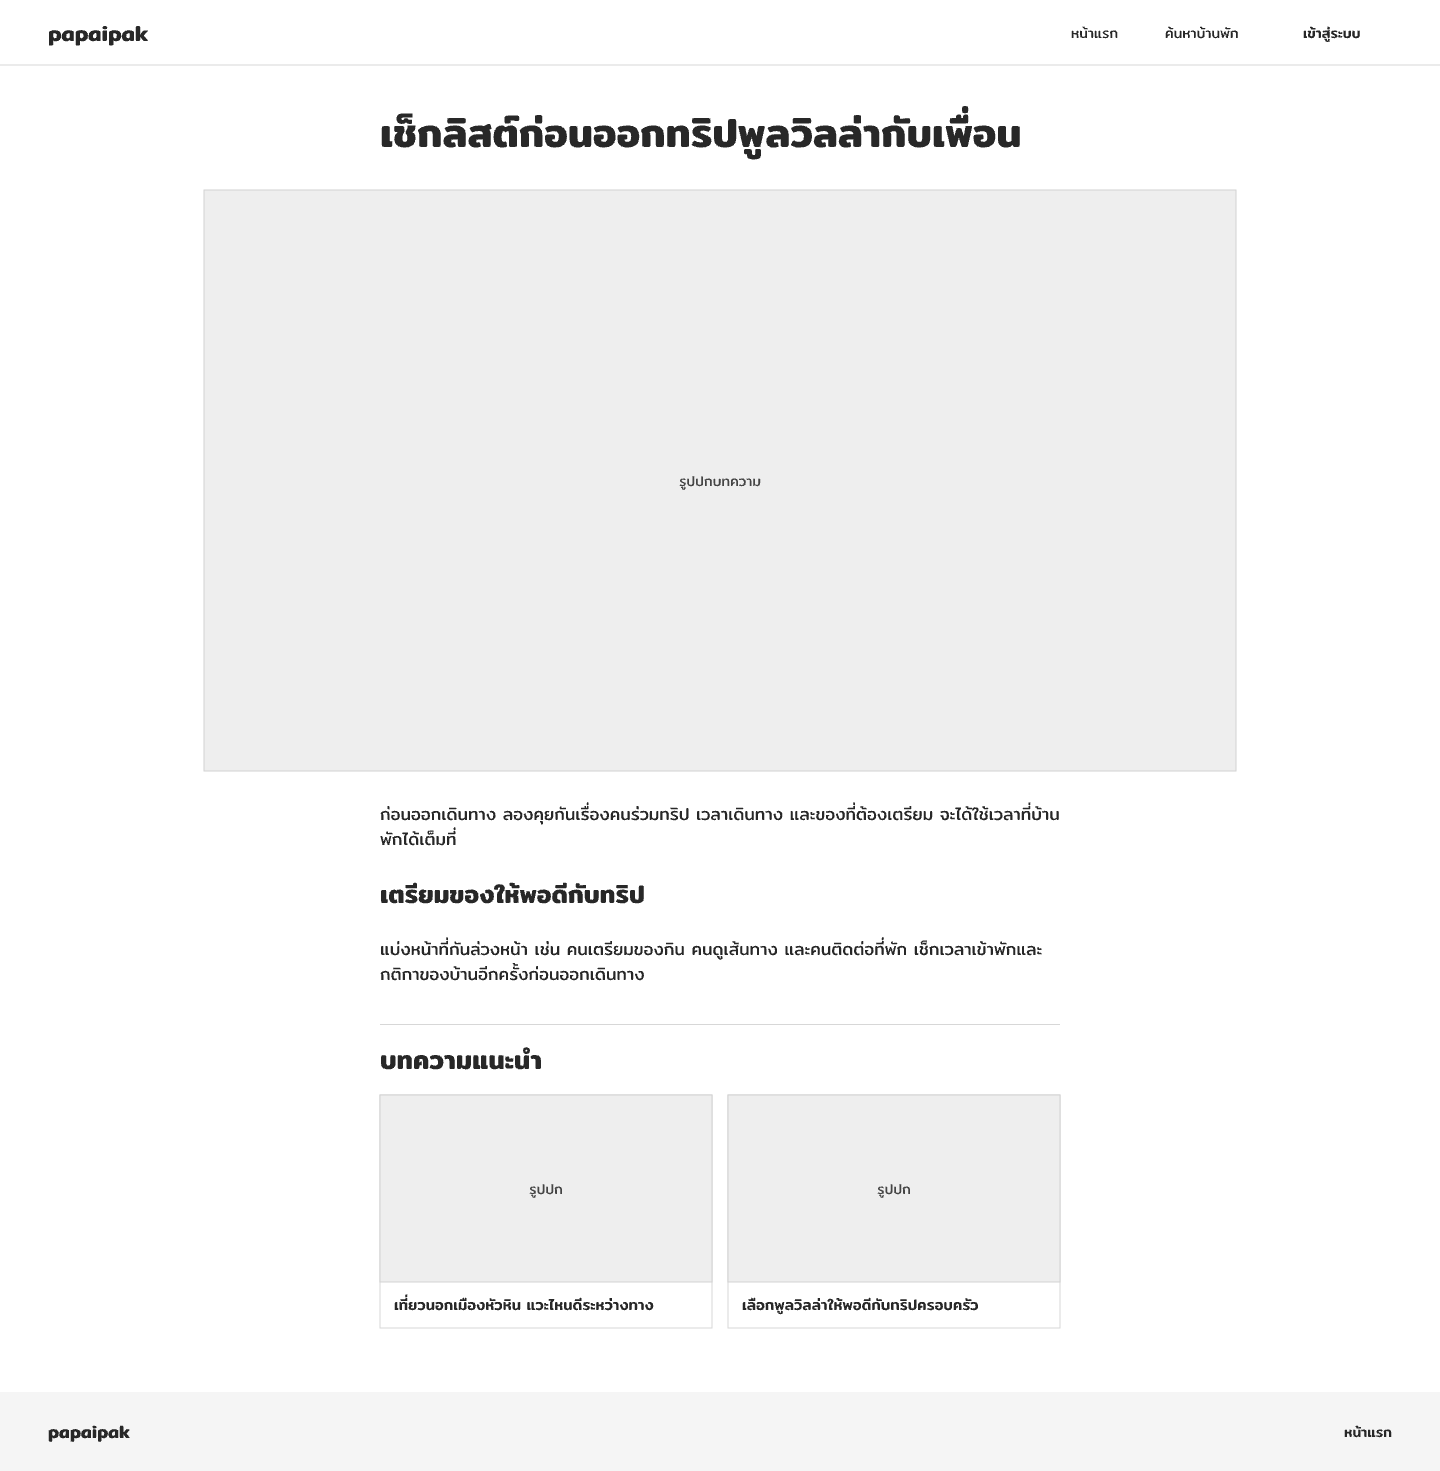 papaipak
หน้าแรก
ค้นหาบ้านพัก
เข้าสู่ระบบ
เช็กลิสต์ก่อนออกทริปพูลวิลล่ากับเพื่อน
รูปปกบทความ
ก่อนออกเดินทาง ลองคุยกันเรื่องคนร่วมทริป เวลาเดินทาง และของที่ต้องเตรียม จะได้ใช้เวลาที่บ้าน
พักได้เต็มที่
เตรียมของให้พอดีกับทริป
แบ่งหน้าที่กันล่วงหน้า เช่น คนเตรียมของกิน คนดูเส้นทาง และคนติดต่อที่พัก เช็กเวลาเข้าพักและ
กติกาของบ้านอีกครั้งก่อนออกเดินทาง
บทความแนะนำ
รูปปก
รูปปก
เที่ยวนอกเมืองหัวหิน แวะไหนดีระหว่างทาง
เลือกพูลวิลล่าให้พอดีกับทริปครอบครัว
papaipak
หน้าแรก